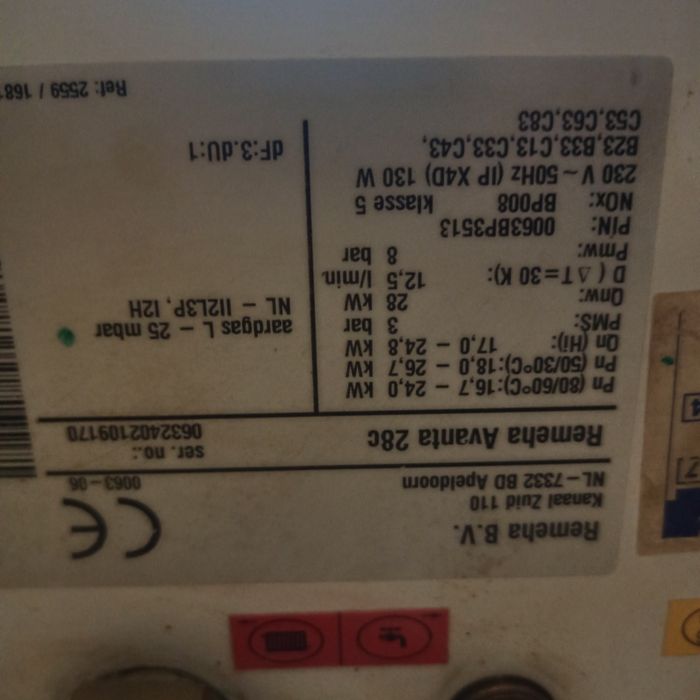 Remeha B.V.
Kanaal Zuid 110
NL-7332 BD Apeldoorn
CE
0063-06
Remeha Avanta 28c
ser. no.:
0632402109170
Pn (80/60°C):16,7 - 24,0 kW
Pn (50/30°C):18,0 - 26,7 kW
Qn (Hi): 17,0 - 24,8 kW
PMS: 3 bar
Qnw: 28 kW
D ( ΔT=30 K): 12,5 l/min.
Pmw: 8 bar
PIN: 0063BP3513
NOx: BP008 klasse 5
230 V ~ 50Hz (IP X4D) 130 W
B23,B33,C13,C33,C43,
C53,C63,C83
aardgas L - 25 mbar
NL - II2L3P, I2H
dF:3.dU:1
Ref: 2559 / 168
4
7